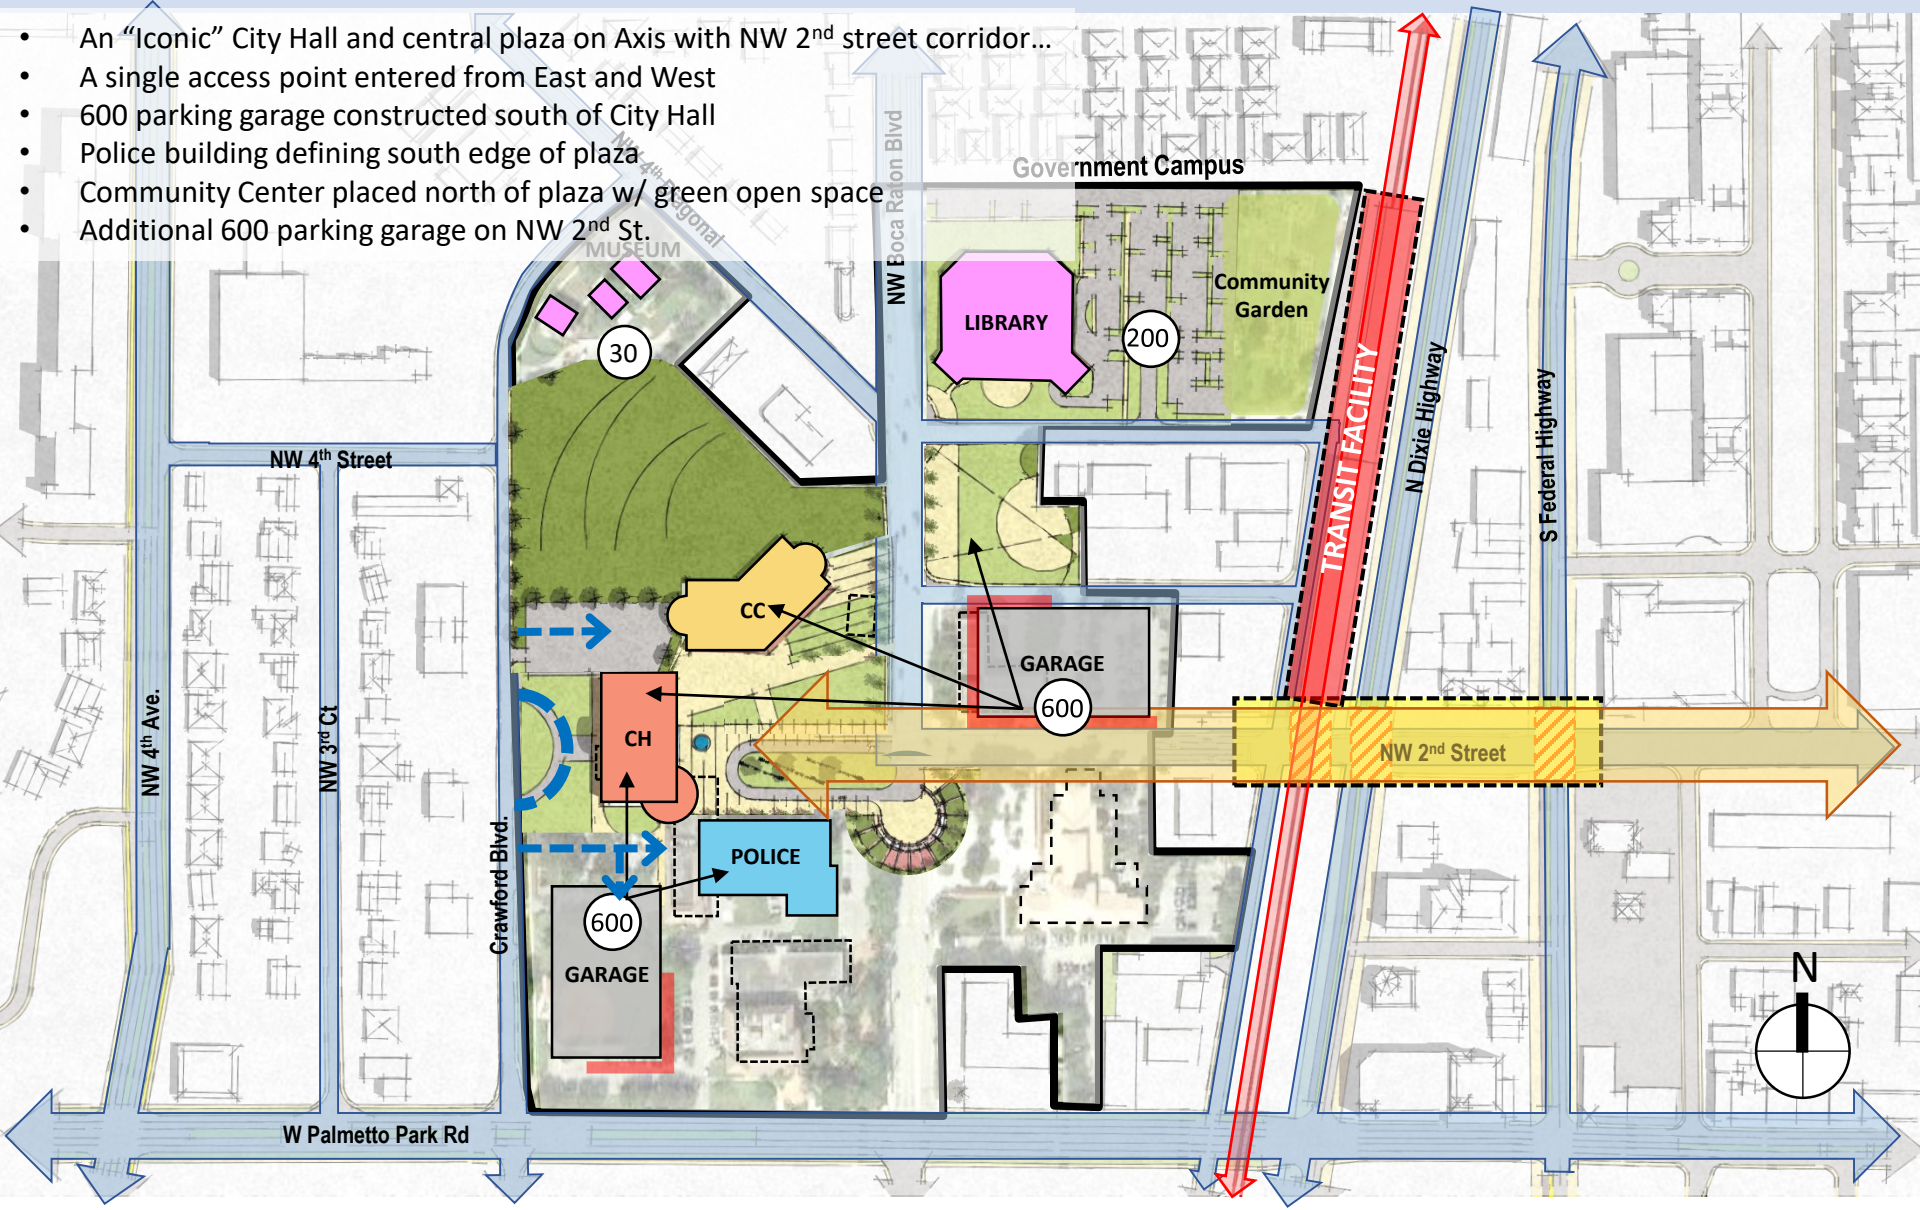 • An “Iconic” City Hall and central plaza on Axis with NW 2nd street corridor...
• A single access point entered from East and West
• 600 parking garage constructed south of City Hall
• Police building defining south edge of plaza
• Community Center placed north of plaza w/ green open space
• Additional 600 parking garage on NW 2nd St.
NW 4th Diagonal
NW Boca Raton Blvd
Government Campus
MUSEUM
30
LIBRARY
200
Community
Garden
TRANSIT FACILITY
N Dixie Highway
S Federal Highway
NW 4th Street
NW 4th Ave.
NW 3rd Ct
Crawford Blvd.
CC
CH
GARAGE
600
NW 2nd Street
POLICE
600
GARAGE
N
W Palmetto Park Rd